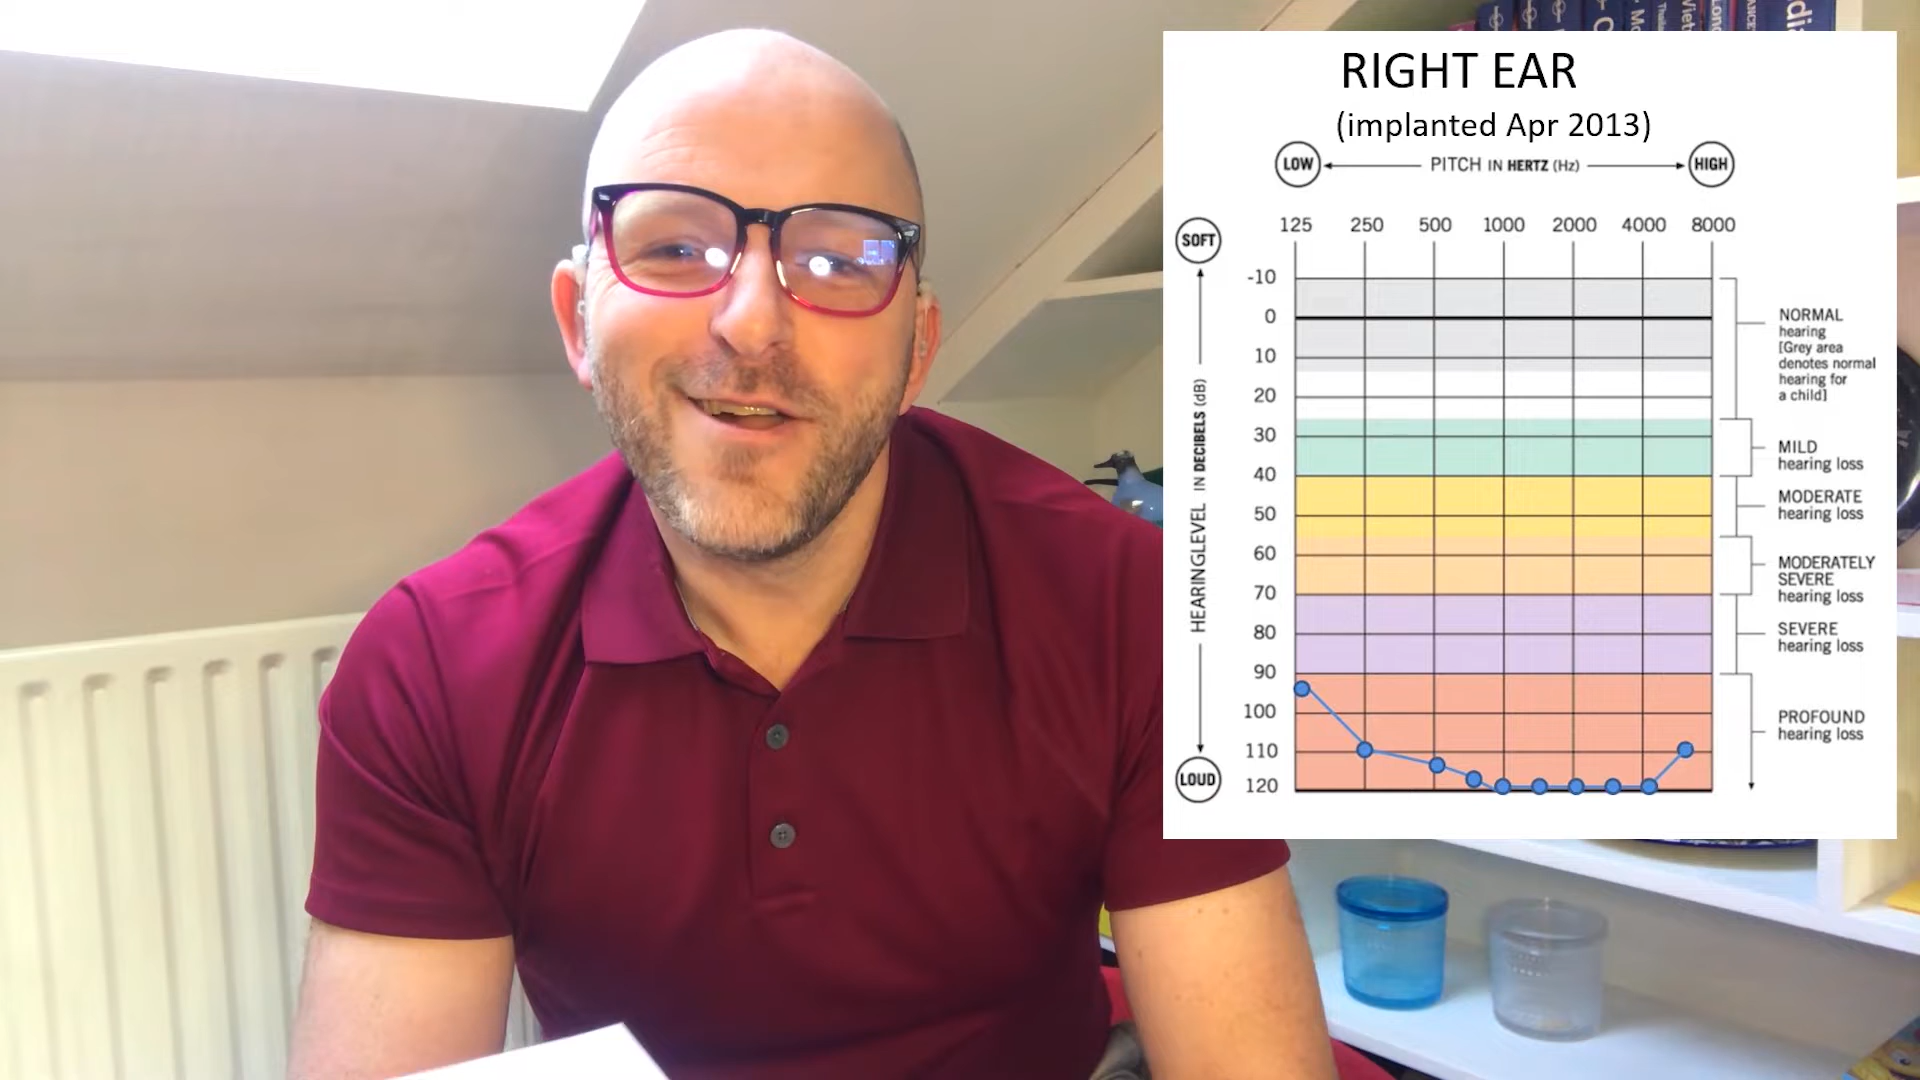 RIGHT EAR
(implanted Apr 2013)
LOW PITCH IN HERTZ (Hz) HIGH
125 250 500 1000 2000 4000 8000
SOFT
HEARINGLEVEL IN DECIBELS (dB)
LOUD
-10
0
10
20
30
40
50
60
70
80
90
100
110
120
NORMAL
hearing
[Grey area
denotes normal
hearing for
a child]
MILD
hearing loss
MODERATE
hearing loss
MODERATELY
SEVERE
hearing loss
SEVERE
hearing loss
PROFOUND
hearing loss